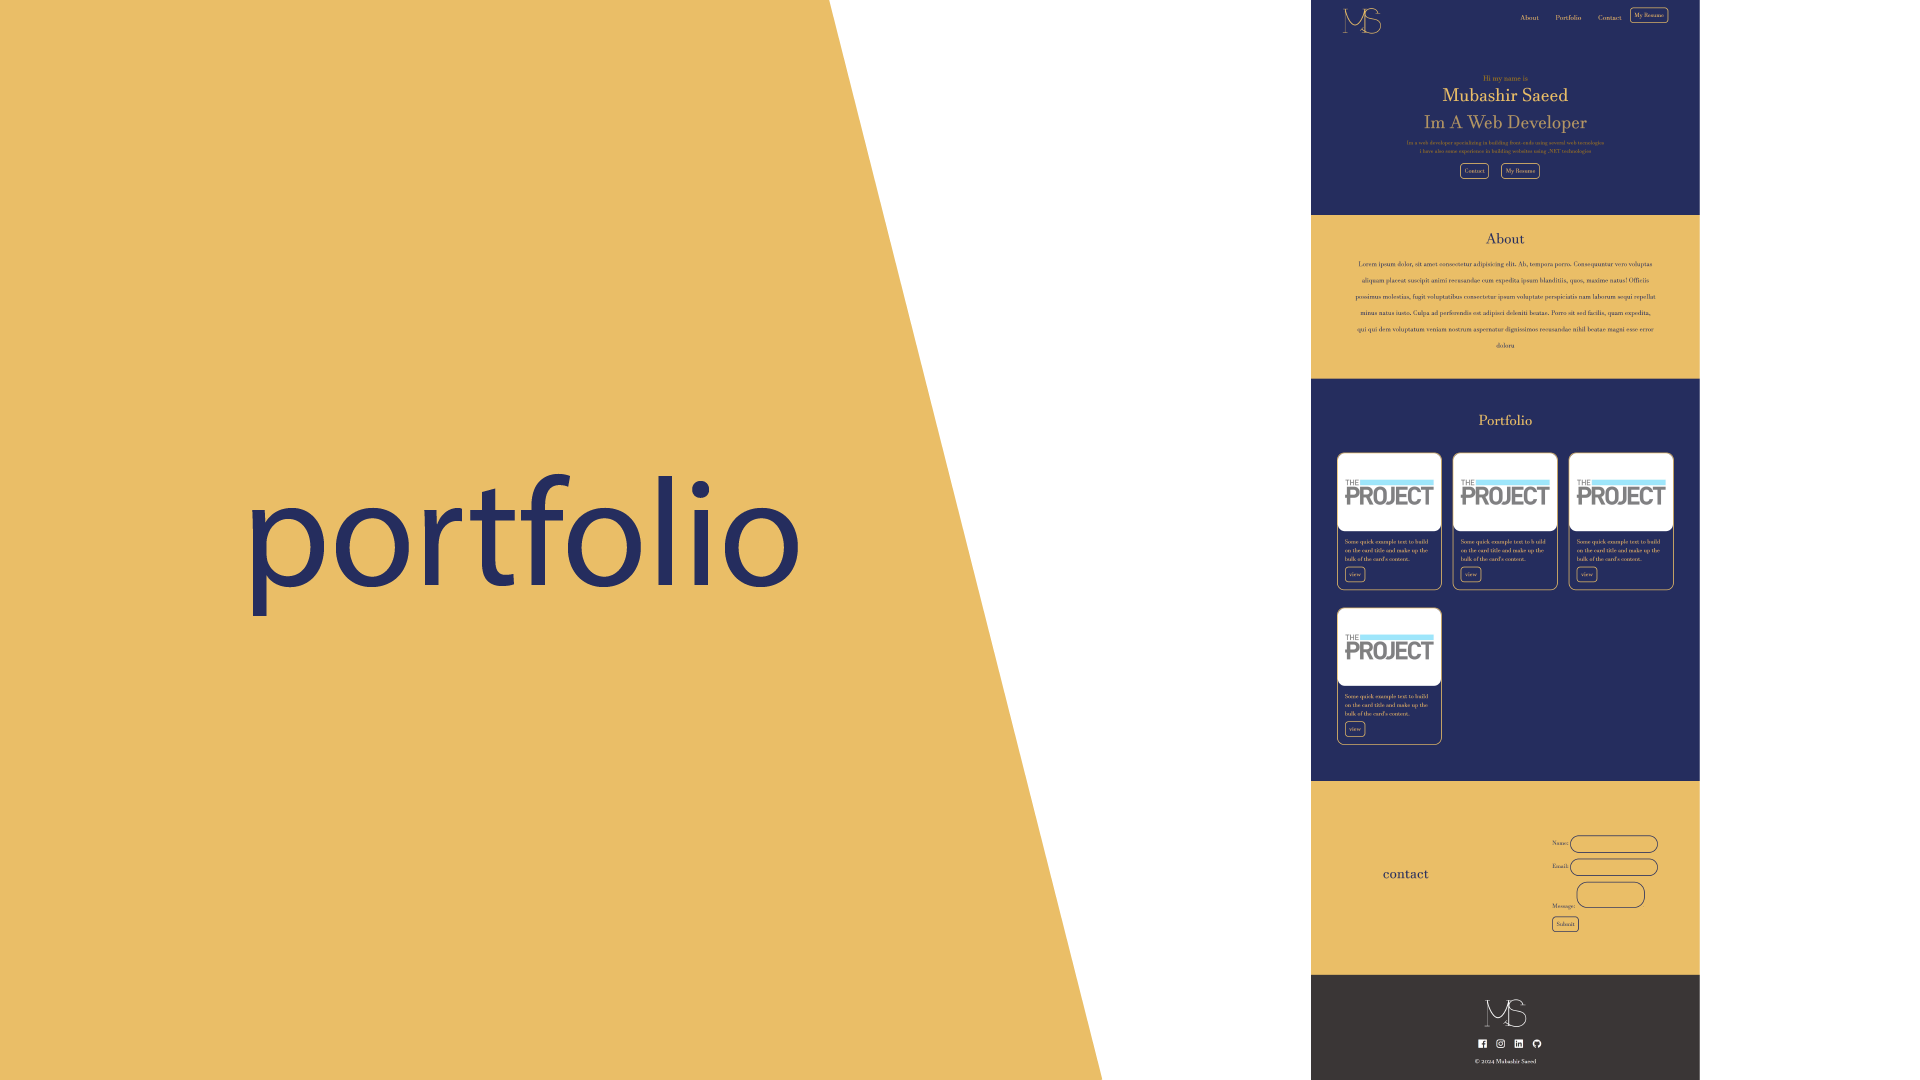 portfolio
MS
About Portfolio Contact My Resume
Hi my name is
Mubashir Saeed
Im A Web Developer
Im a web developer specializing in building front-ends using several web tecnologies
i have also some experience in building websites using .NET technologies
Contact My Resume
About
Lorem ipsum dolor, sit amet consectetur adipisicing elit. Ab, tempora porro. Consequuntur vero voluptas
aliquam placeat suscipit animi recusandae cum expedita ipsum blanditiis, quos, maxime natus! Officiis
possimus molestias, fugit voluptatibus consectetur ipsum voluptate perspiciatis nam laborum sequi repellat
minus natus iusto. Culpa ad perferendis est adipisci deleniti beatae. Porro sit sed facilis, quam expedita,
qui qui dem voluptatum veniam nostrum aspernatur dignissimos recusandae nihil beatae magni esse error
doloru
Portfolio
THE
PROJECT
Some quick example text to build
on the card title and make up the
bulk of the card's content.
view
THE
PROJECT
Some quick example text to b uild
on the card title and make up the
bulk of the card's content.
view
THE
PROJECT
Some quick example text to build
on the card title and make up the
bulk of the card's content.
view
THE
PROJECT
Some quick example text to build
on the card title and make up the
bulk of the card's content.
view
contact
Name:
Email:
Message:
Submit
MS
© 2024 Mubashir Saeed